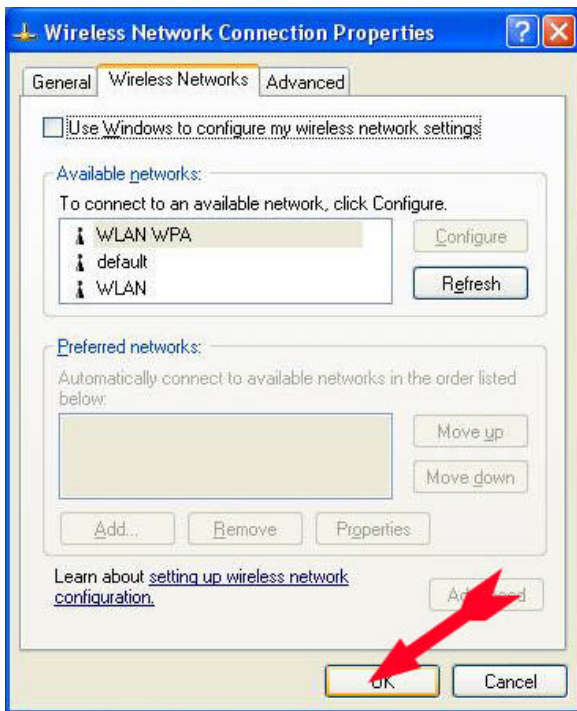 Wireless Network Connection Properties
General Wireless Networks Advanced
Use Windows to configure my wireless network settings
Available networks:
To connect to an available network, click Configure.
WLAN WPA
default
WLAN
Configure
Refresh
Preferred networks:
Automatically connect to available networks in the order listed
below:
Move up
Move down
Add... Remove Properties
Learn about setting up wireless network
configuration.
Advanced
OK Cancel